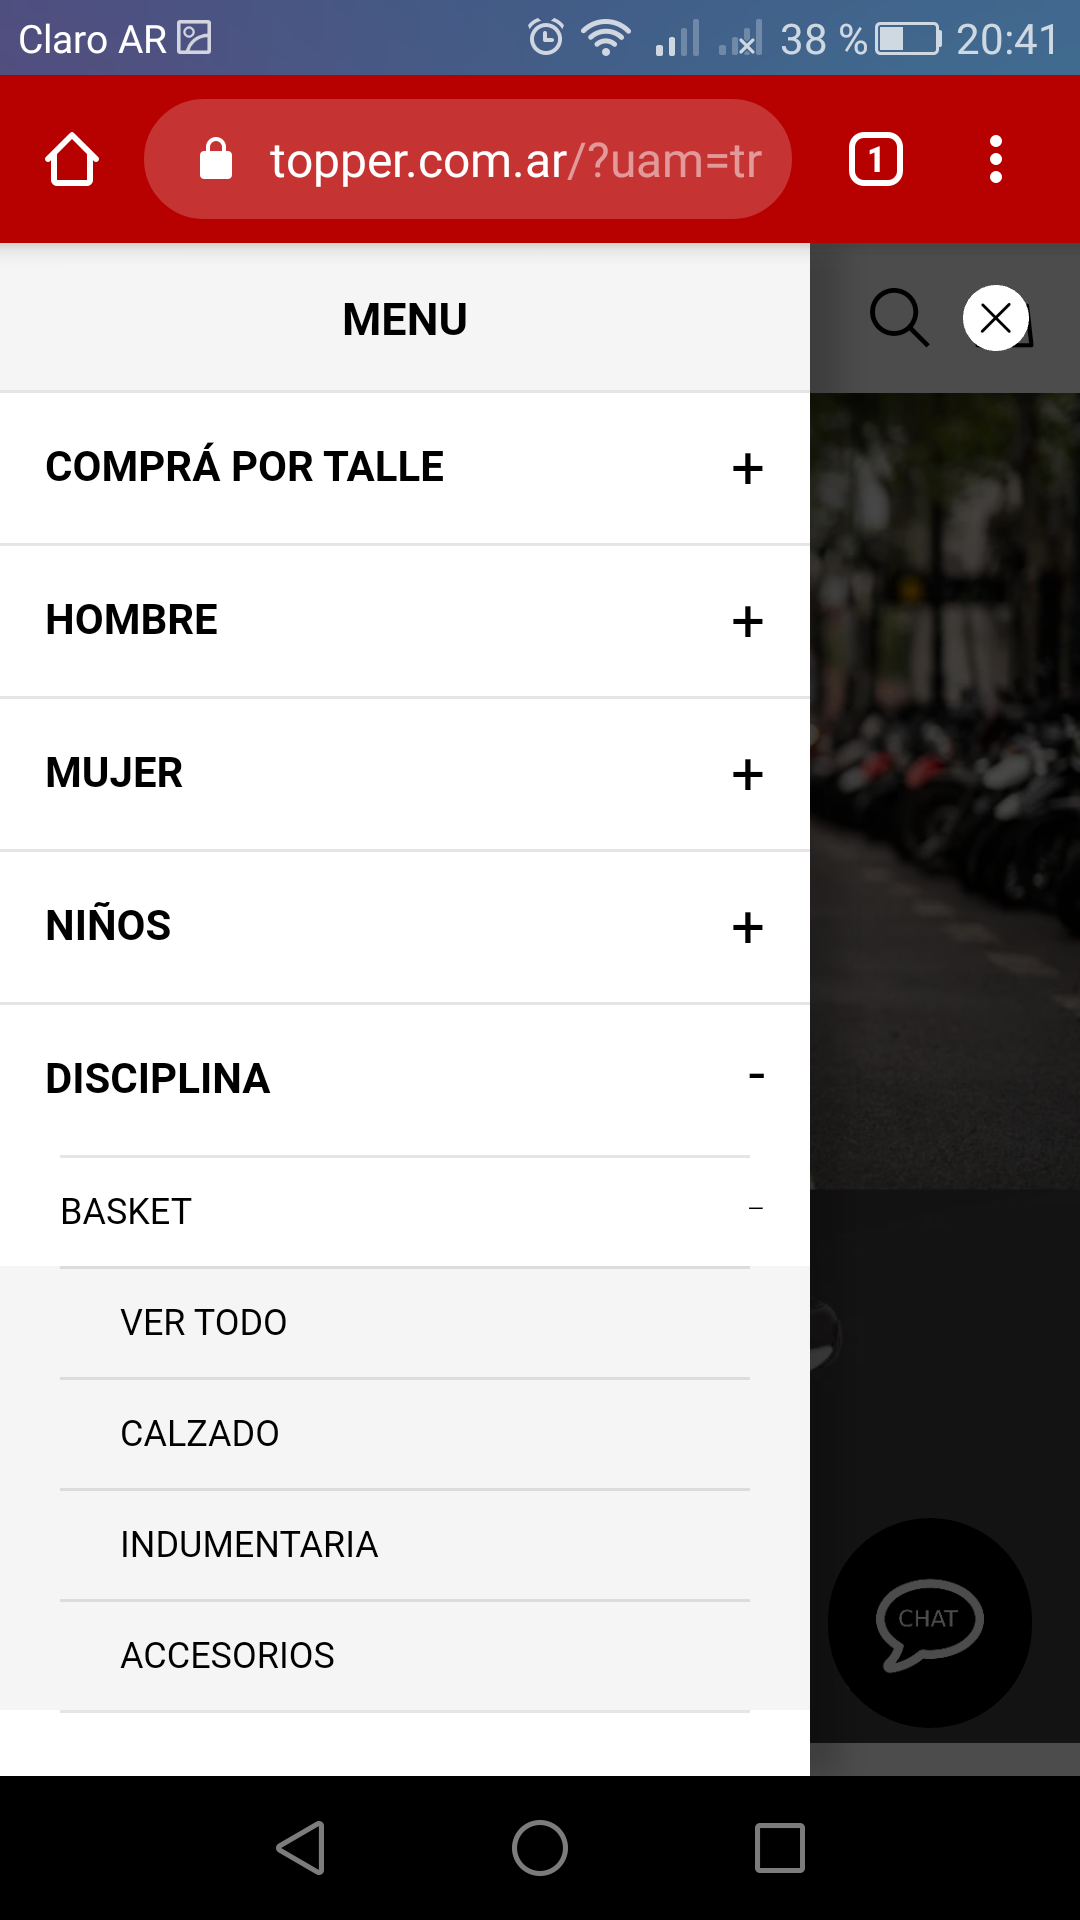 Claro AR 38 % 20:41
topper.com.ar/?uam=tr 1
MENU
COMPRÁ POR TALLE +
HOMBRE +
MUJER +
NIÑOS +
DISCIPLINA -
BASKET -
VER TODO
CALZADO
INDUMENTARIA
ACCESORIOS
CHAT